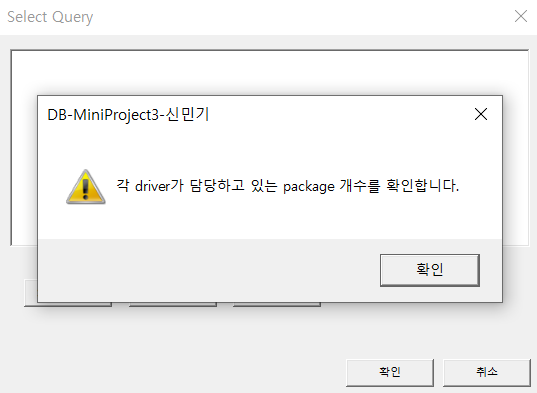 Select Query
DB-MiniProject3-신민기
각 driver가 담당하고 있는 package 개수를 확인합니다.
확인
확인
취소